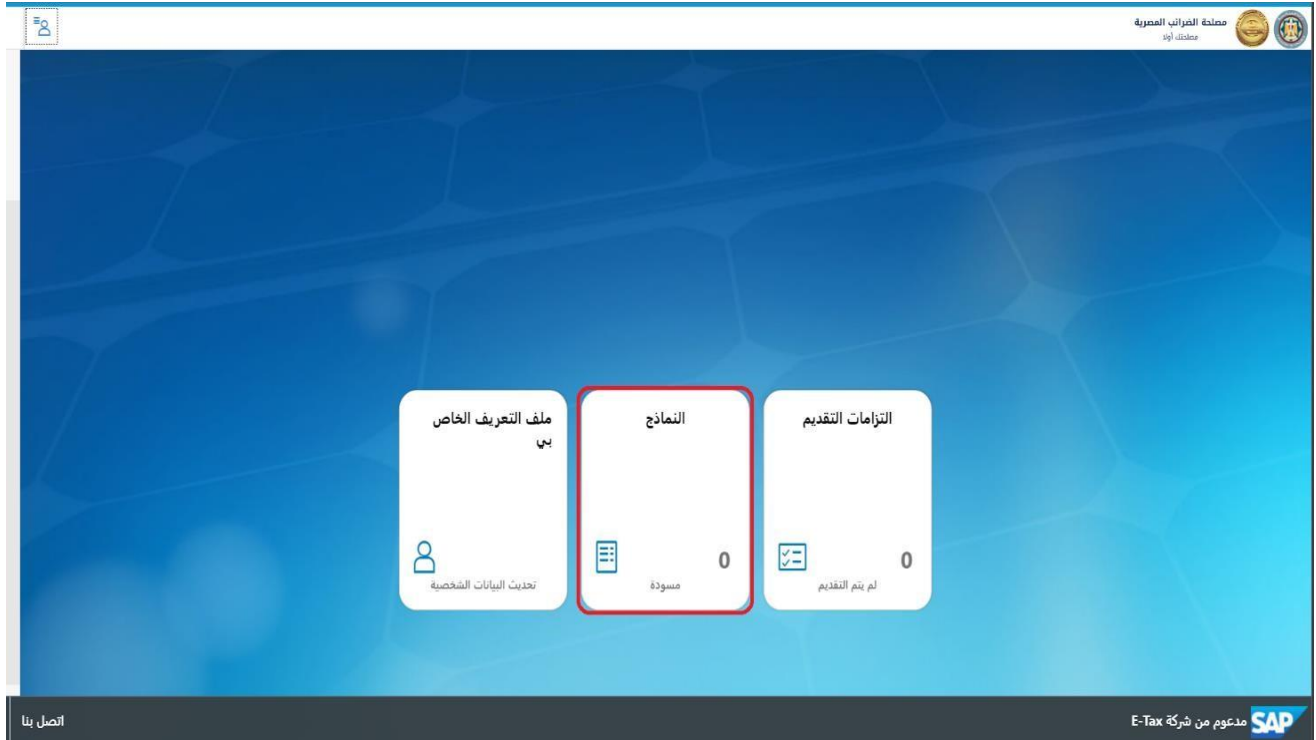 مصلحة الضرائب المصرية
مصلحتك أولا
التزامات التقديم
0
لم يتم التقديم
النماذج
0
مسودة
ملف التعريف الخاص
بي
تحديث البيانات الشخصية
SAP مدعوم من شركة E-Tax
اتصل بنا